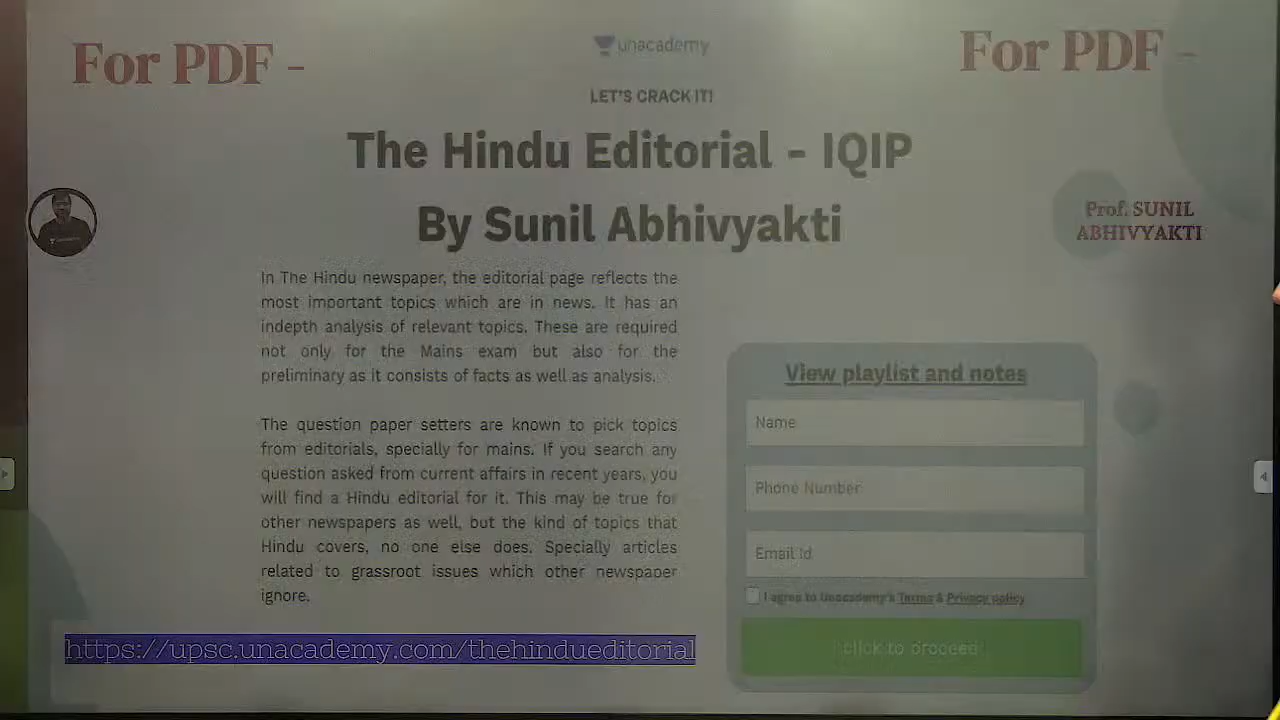 For PDF -
unacademy
For PDF -
LET'S CRACK IT!
The Hindu Editorial - IQIP
By Sunil Abhivyakti
Prof. SUNIL
ABHIVYAKTI
In The Hindu newspaper, the editorial page reflects the
most important topics which are in news. It has an
indepth analysis of relevant topics. These are required
not only for the Mains exam but also for the
preliminary as it consists of facts as well as analysis.
The question paper setters are known to pick topics
from editorials, specially for mains. If you search any
question asked from current affairs in recent years, you
will find a Hindu editorial for it. This may be true for
other newspapers as well, but the kind of topics that
Hindu covers, no one else does. Specially articles
related to grassroot issues which other newspaper
ignore.
View playlist and notes
Name
Phone Number
Email Id
I agree to Unacademy's Terms & Privacy policy
click to proceed
https://upsc.unacademy.com/thehindueditorial